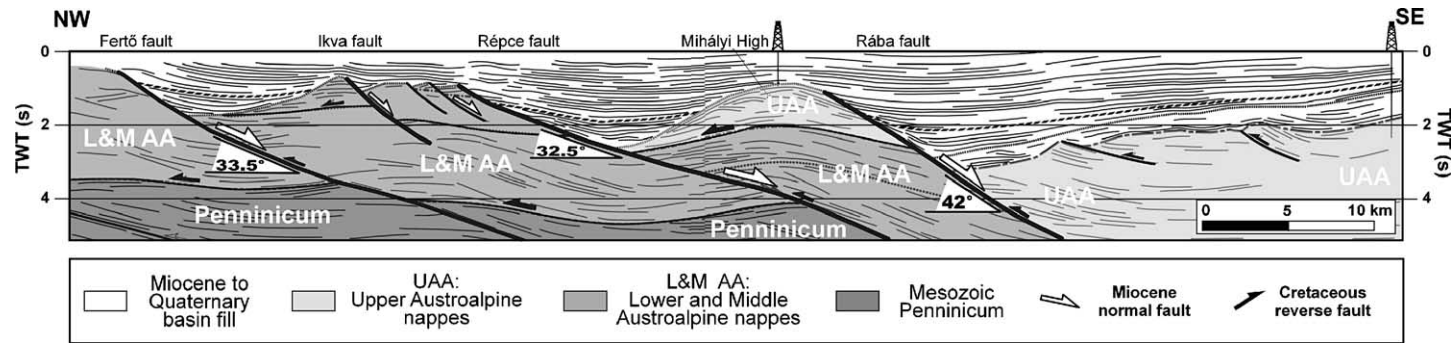 NW
SE
Fertő fault
Ikva fault
Répce fault
Mihályi High
Rába fault
0
0
TWT (s)
2
4
TWT (s)
2
4
L&M AA
33.5°
L&M AA
32.5°
UAA
L&M AA
42°
UAA
UAA
Penninicum
Penninicum
0 5 10 km
Miocene to
Quaternary
basin fill
UAA:
Upper Austroalpine
nappes
L&M AA:
Lower and Middle
Austroalpine nappes
Mesozoic
Penninicum
Miocene
normal fault
Cretaceous
reverse fault